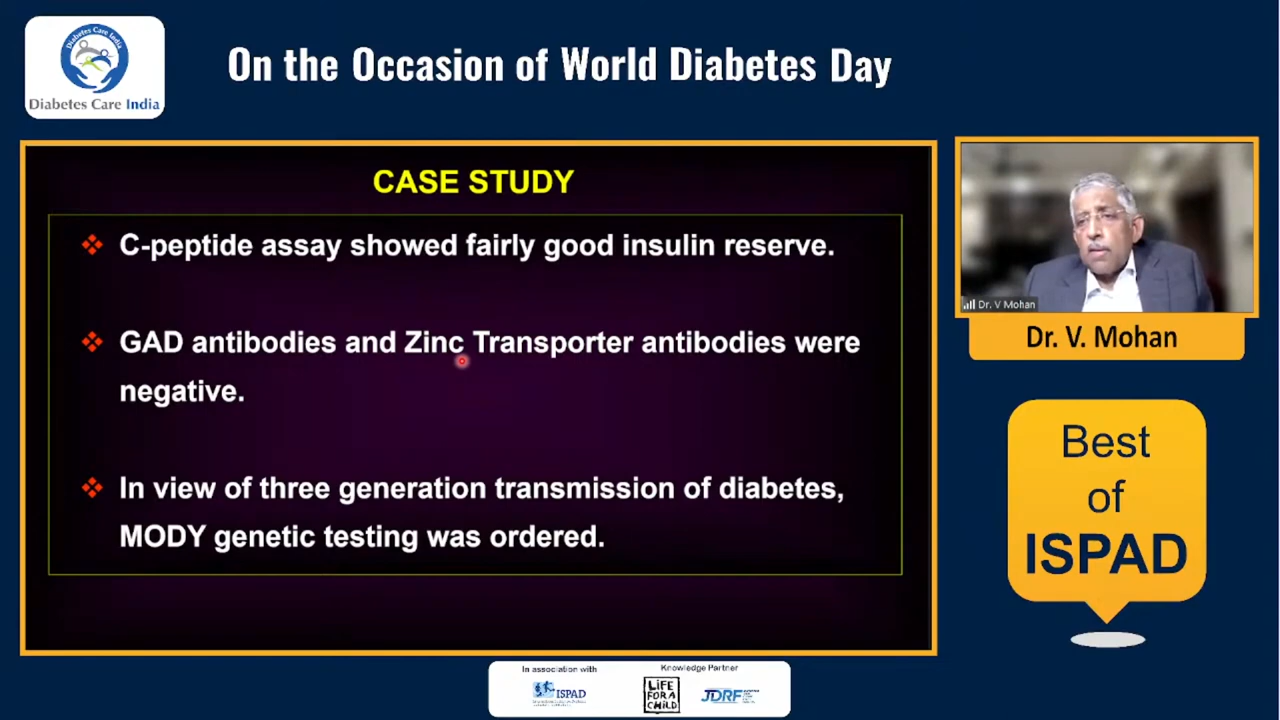 Diabetes Care India
Diabetes Care India
On the Occasion of World Diabetes Day
CASE STUDY
❖ C-peptide assay showed fairly good insulin reserve.
❖ GAD antibodies and Zinc Transporter antibodies were
negative.
❖ In view of three generation transmission of diabetes,
MODY genetic testing was ordered.
Dr. V Mohan
Dr. V. Mohan
Best
of
ISPAD
In association with
ISPAD
Knowledge Partner
LiFE
FOR A
CHiLD
JDRF